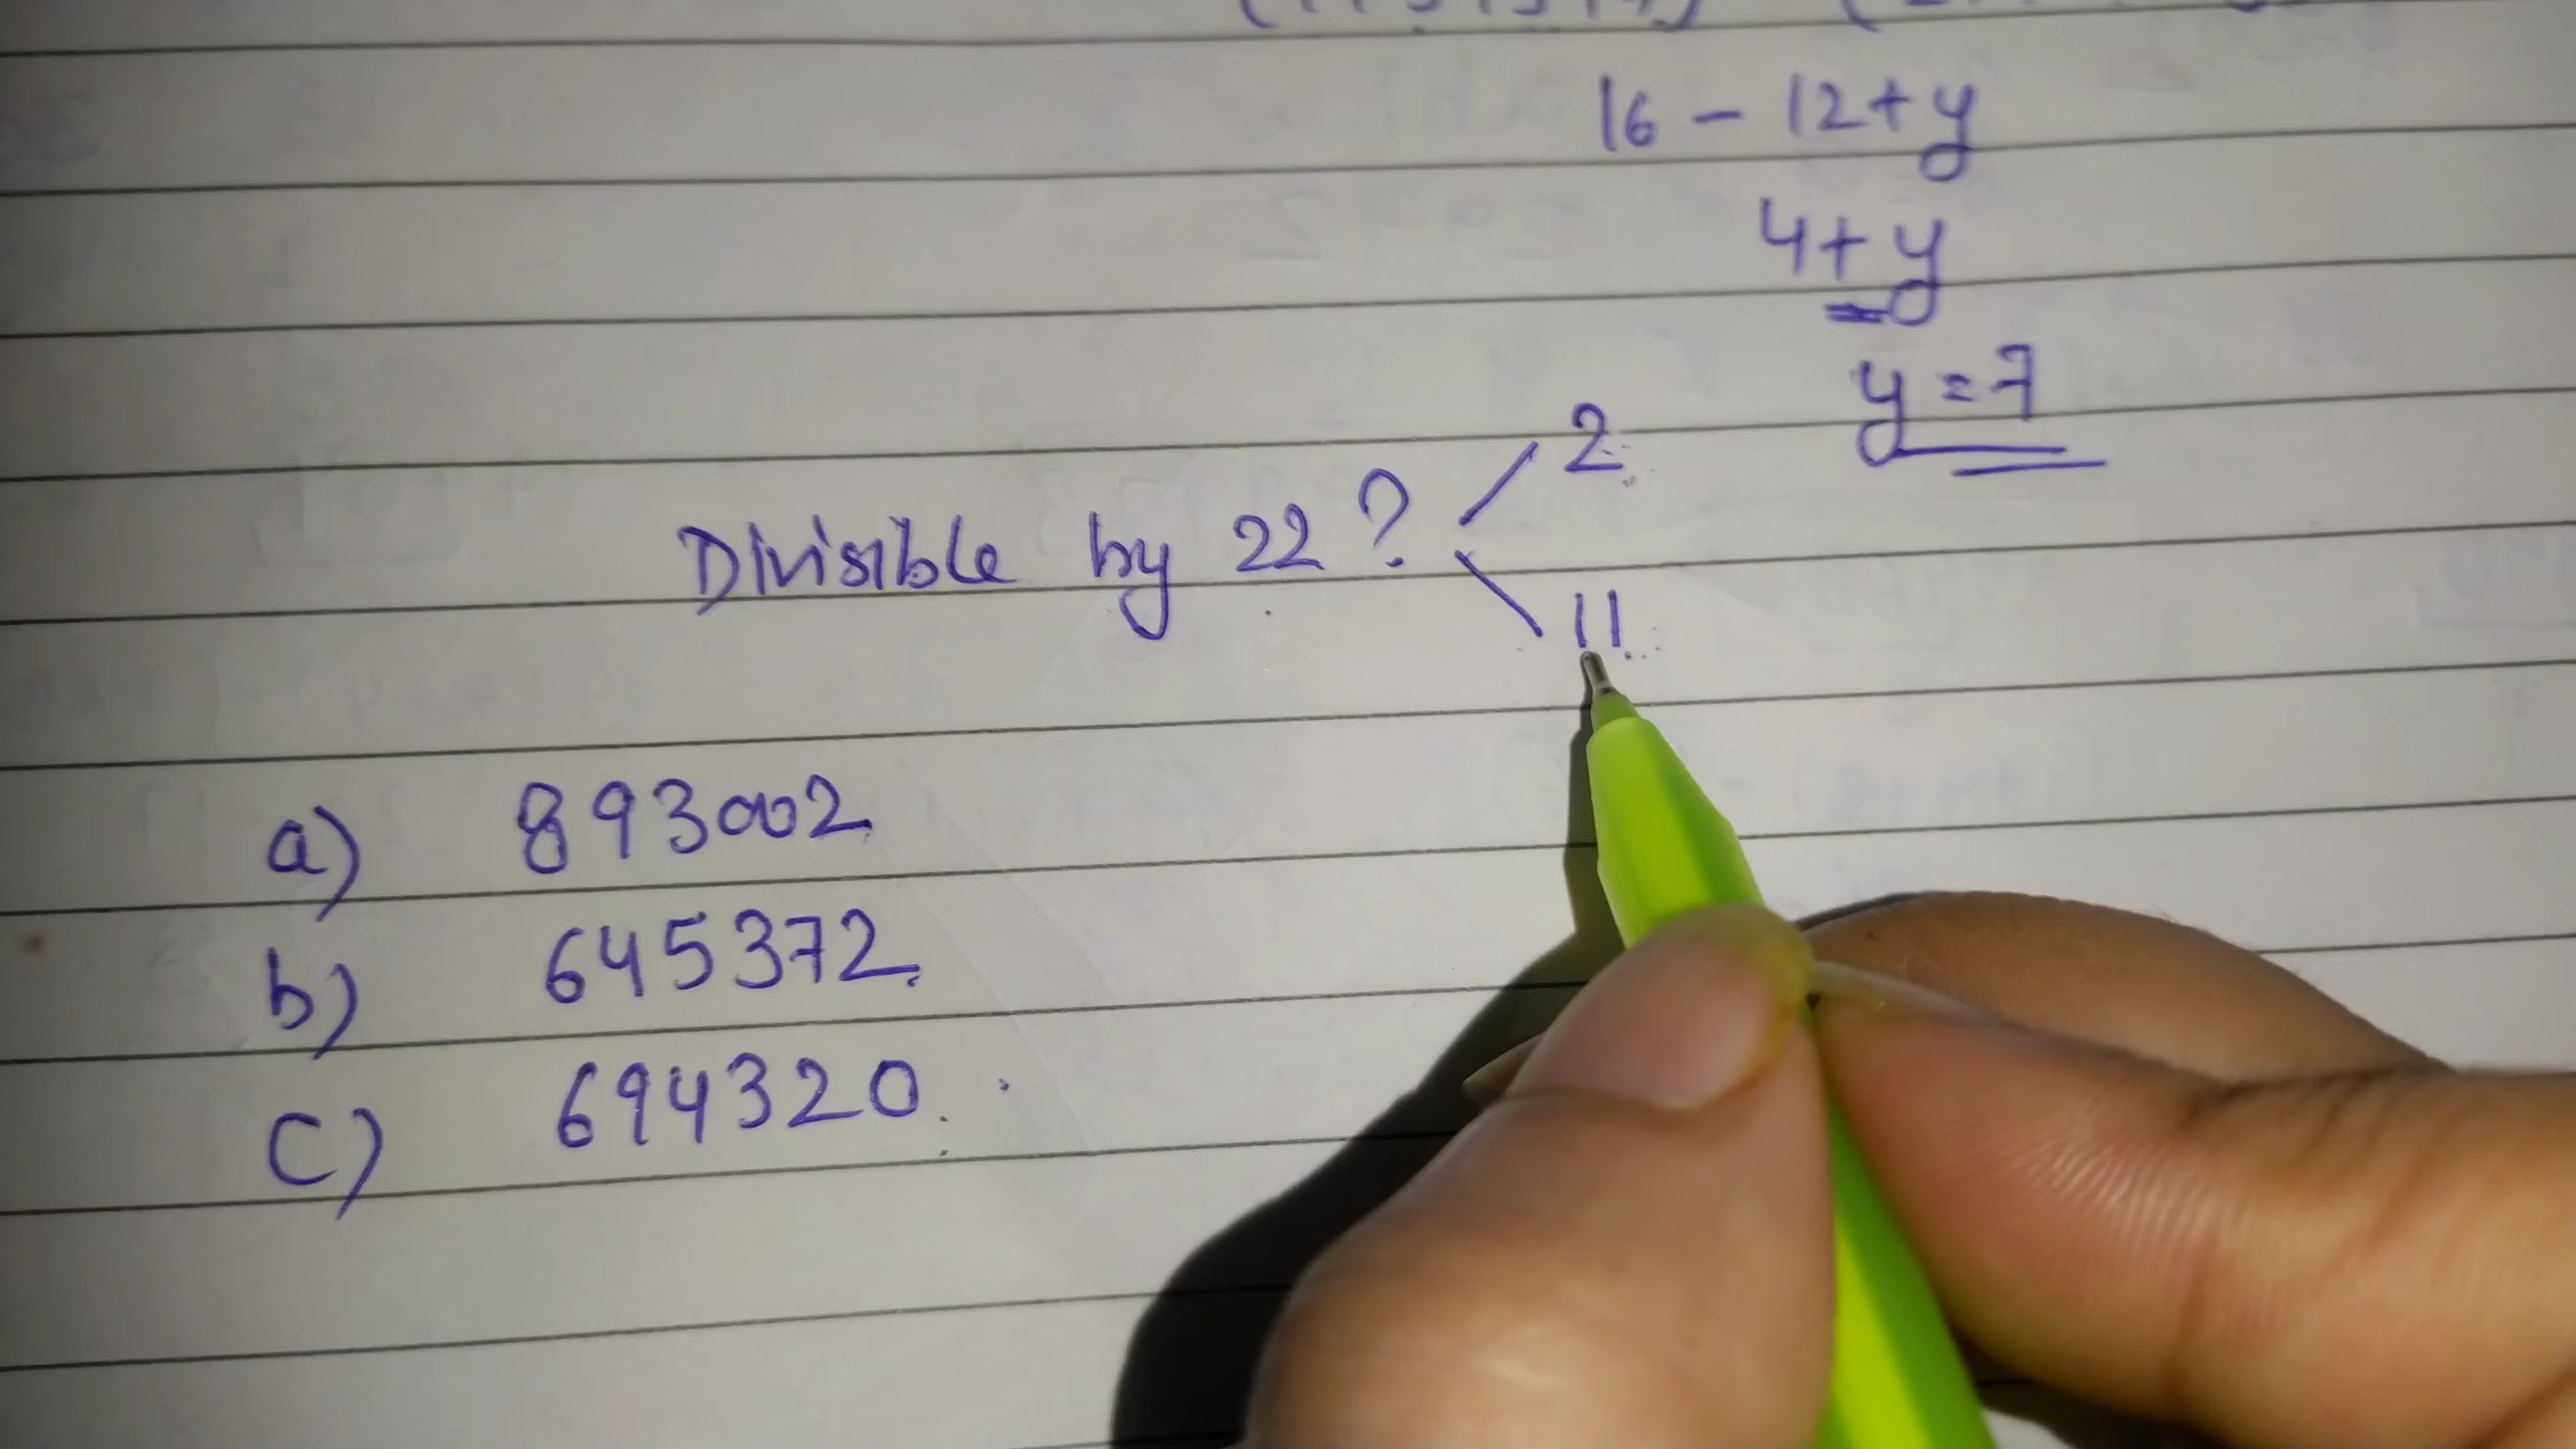 16 - 12+y
4+y
y = 7
2
Divisible by 22 ?
11
a) 893002
b) 645372
c) 694320